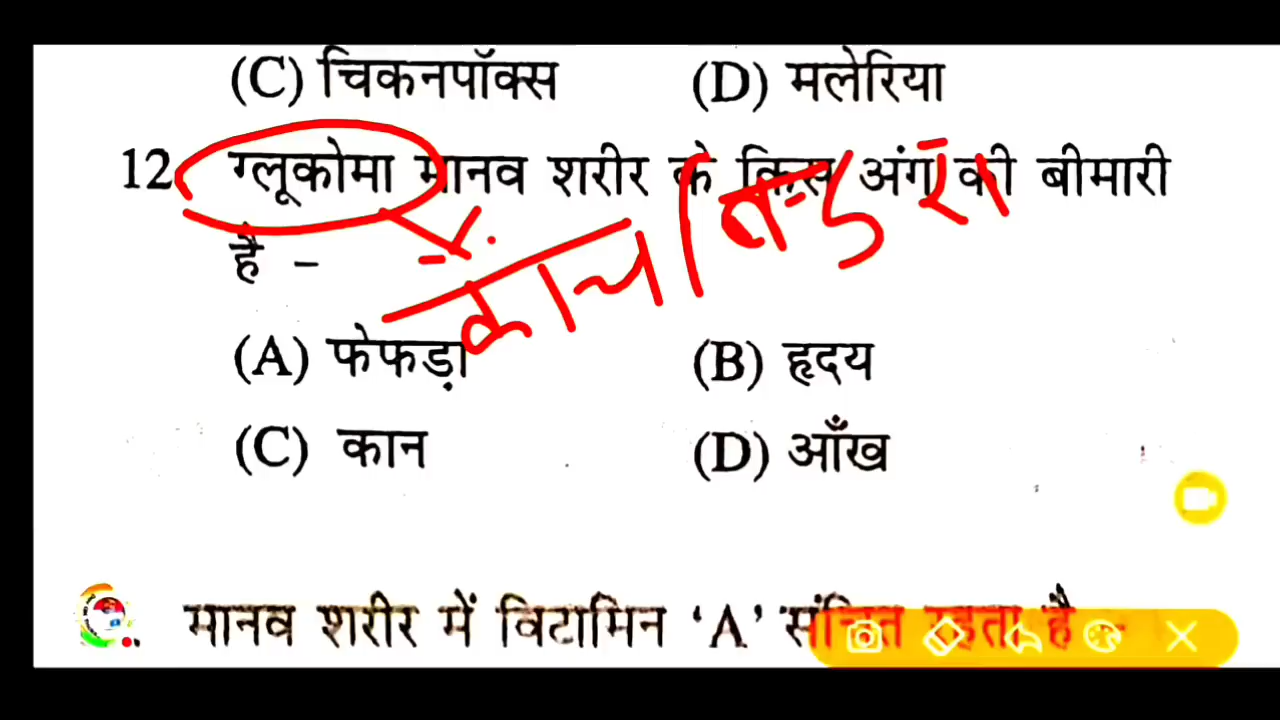 (C) चिकनपॉक्स (D) मलेरिया
12. ग्लूकोमा मानव शरीर के किस अंग की बीमारी
है -
(A) फेफड़ा (B) हृदय
(C) कान (D) आँख
मानव शरीर में विटामिन ‘A’ संचित रहता है -